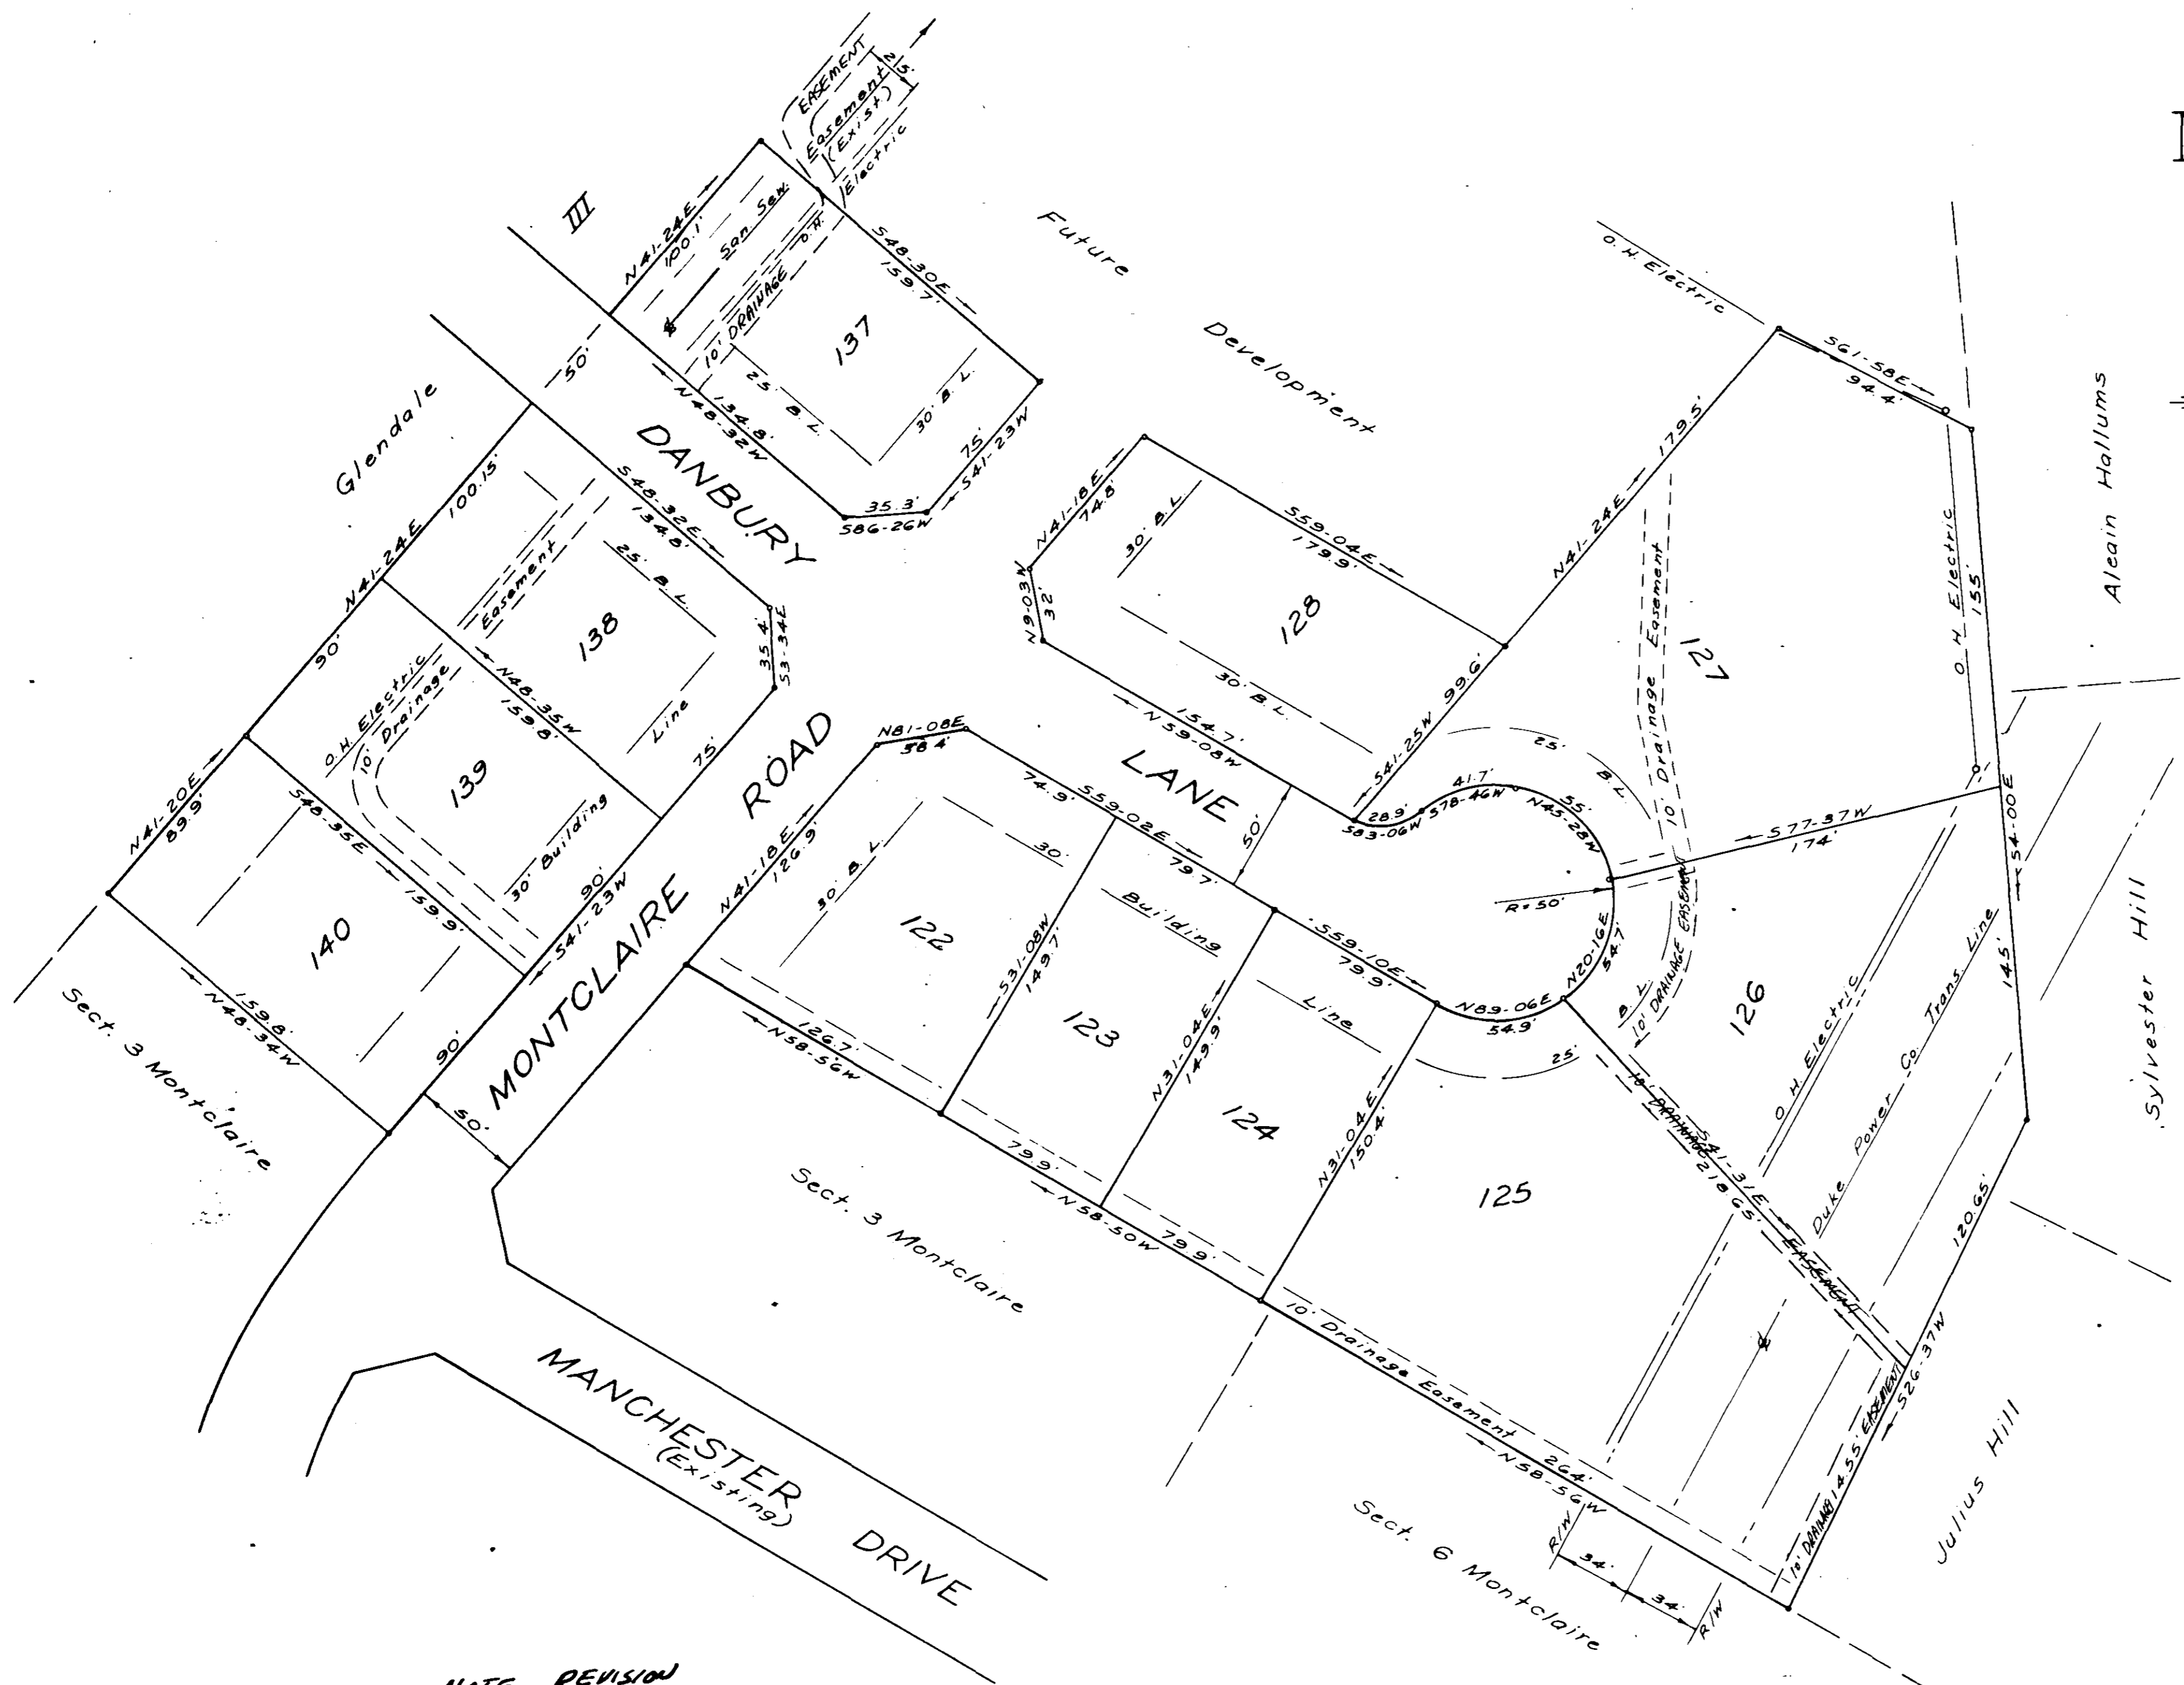 EASEMENT
25'
Easement
(Exist)
Electric
III
N41-24E
100.1'
San. Sew.
10' DRAINAGE
O.H.
S48-30E
159.7'
137
25' B.L.
30' B.L.
N48-32W
134.8'
75'
S41-23W
35.3'
S86-26W
50'
DANBURY
LANE
Future
Development
O.H. Electric
S61-58E
94.4'
Alecin Hallums
Glendale
N41-24E
100.15'
90'
S48-32E
134.8'
25' B.L.
Easement
138
35.4'
S3-34E
Line
75'
N48-35W
159.8'
O.H. Electric
10' Drainage
139
30' Building
N41-20E
89.9'
S48-35E
159.9'
90'
S41-23W
140
159.8'
N48-34W
90'
50'
Sect. 3 Montclaire
MONTCLAIRE
ROAD
N41-18E
74.8'
N9-03W
32'
30' B.L.
S59-04E
179.9'
128
30' B.L.
154.7'
N59-08W
99.6'
S41-25W
N41-24E
179.5'
127
10' Drainage Easement
O.H. Electric
155'
S4-00E
145'
28.9'
S83-06W
41.7'
S78-46W
55'
N45-28W
25'
B.L.
S77-37W
174'
R=50'
N20-16E
54.7'
B.L.
10' DRAINAGE EASEMENT
N81-08E
38.4'
N41-18E
126.9'
30' B.L.
74.9'
S59-02E
79.7'
50'
30'
Building
Line
122
S31-08W
149.7'
123
N31-04E
149.9'
124
S59-10E
79.9'
N89-06E
54.9'
25'
N31-04E
150.4'
125
126
O.H. Electric
Duke Power Co. Trans. Line
10' DRAINAGE EASEMENT
S41-31E
218.65'
120.65'
S26-37W
Sylvester Hill
Julius Hill
126.7'
N58-56W
79.9'
N58-50W
79.9'
10' Drainage Easement
264'
N58-56W
10' DRAINAGE EASEMENT
R/W
34'
34'
R/W
Sect. 3 Montclaire
Sect. 6 Montclaire
MANCHESTER DRIVE
(Existing)
NOTE REVISION